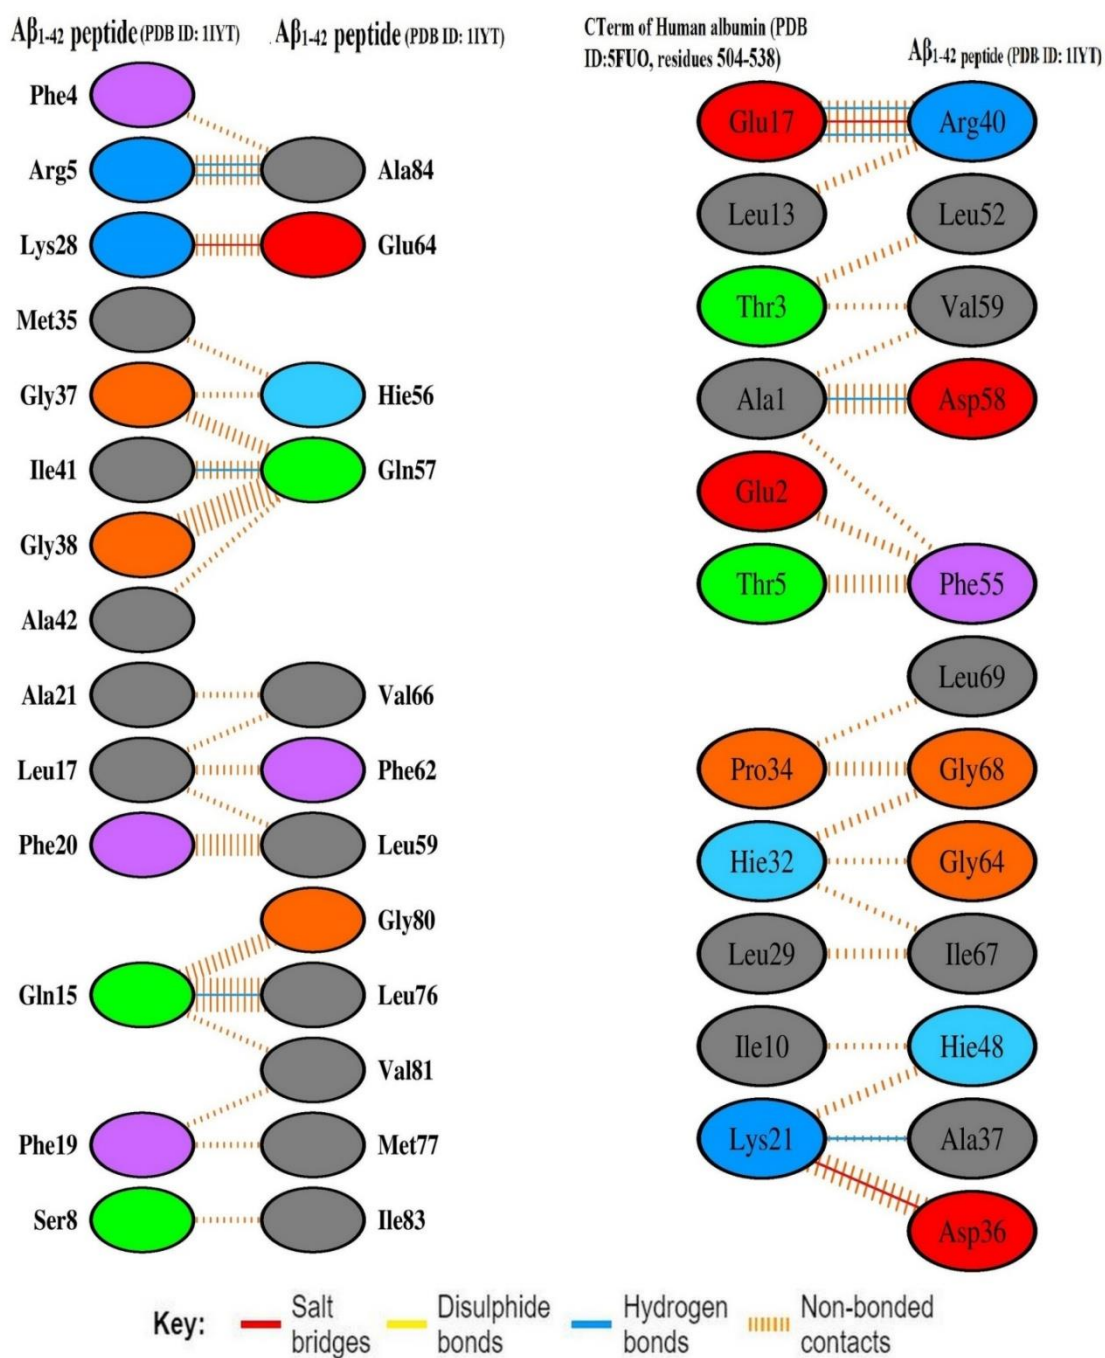 Aβ1-42 peptide (PDB ID: 1IYT)
Aβ1-42 peptide (PDB ID: 1IYT)
Phe4
Arg5
Ala84
Lys28
Glu64
Met35
Gly37
Hie56
Ile41
Gln57
Gly38
Ala42
Ala21
Val66
Leu17
Phe62
Phe20
Leu59
Gly80
Gln15
Leu76
Val81
Phe19
Met77
Ser8
Ile83
CTerm of Human albumin (PDB
ID:5FUO, residues 504-538)
Aβ1-42 peptide (PDB ID: 1IYT)
Glu17
Arg40
Leu13
Leu52
Thr3
Val59
Ala1
Asp58
Glu2
Thr5
Phe55
Leu69
Pro34
Gly68
Hie32
Gly64
Leu29
Ile67
Ile10
Hie48
Lys21
Ala37
Asp36
Key:
Salt
bridges
Disulphide
bonds
Hydrogen
bonds
Non-bonded
contacts